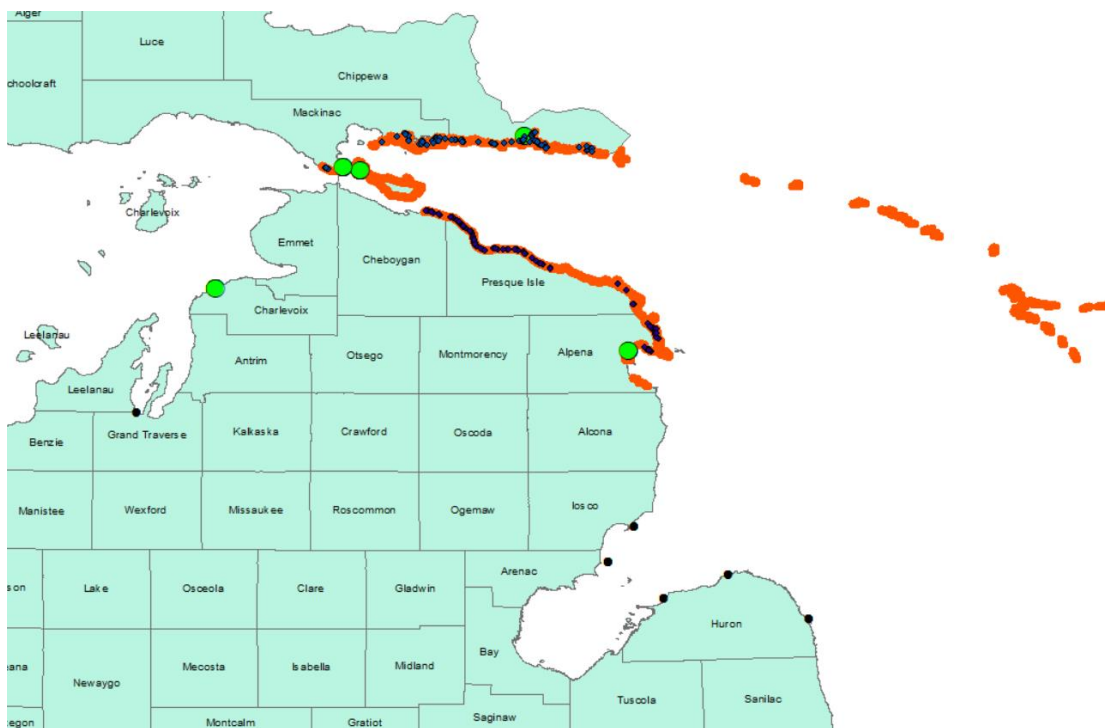 Alger
Luce
Chippewa
choolcraft
Mackinac
Charlevoix
Emmet
Cheboygan
Presque Isle
Charlevoix
Leelanau
Antrim
Otsego
Montmorency
Alpena
Leelanau
Benzie
Grand Traverse
Kalkaska
Crawford
Oscoda
Alcona
Manistee
Wexford
Missaukee
Roscommon
Ogemaw
Iosco
son
Lake
Osceola
Clare
Gladwin
Arenac
Huron
ana
Newaygo
Mecosta
Isabella
Midland
Bay
Tuscola
Sanilac
egon
Montcalm
Gratiot
Saginaw